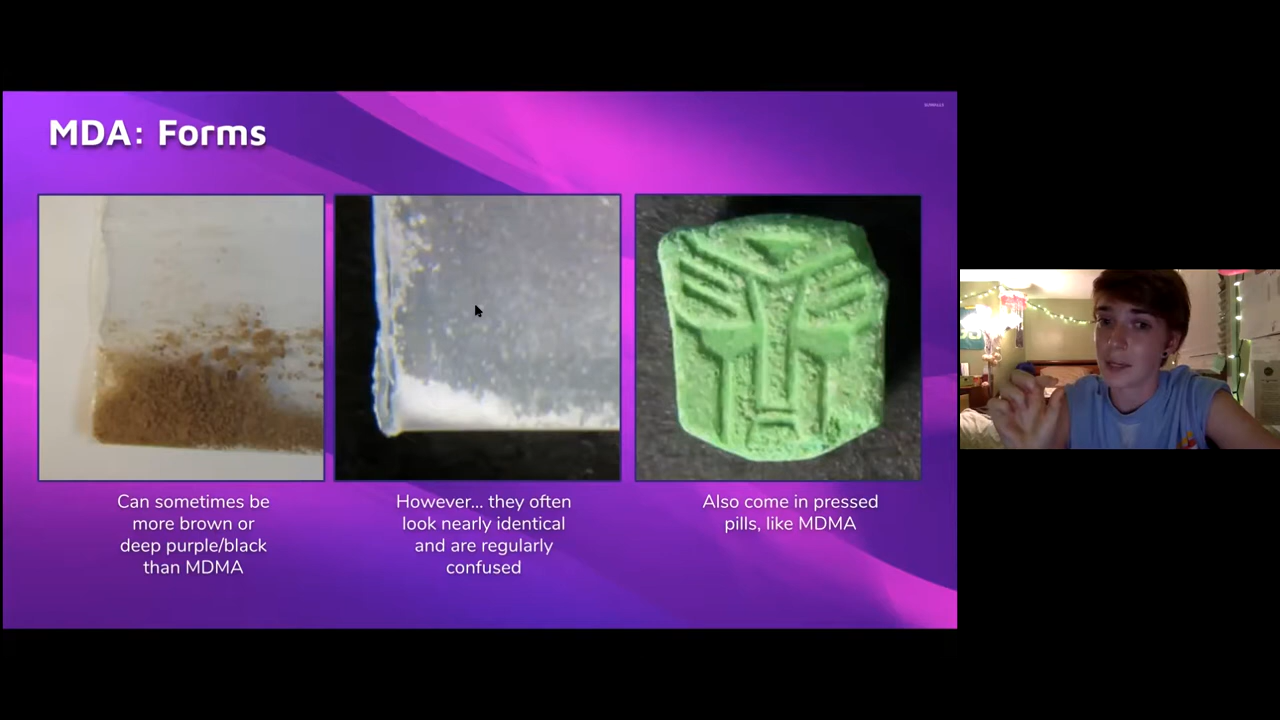 MDA: Forms
Can sometimes be
more brown or
deep purple/black
than MDMA
However... they often
look nearly identical
and are regularly
confused
Also come in pressed
pills, like MDMA